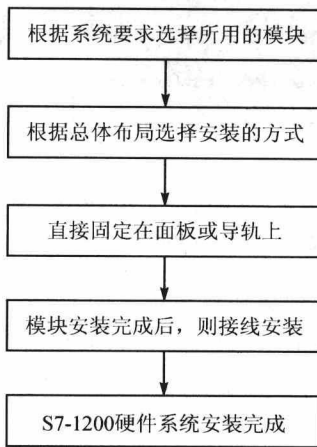 根据系统要求选择所用的模块
根据总体布局选择安装的方式
直接固定在面板或导轨上
模块安装完成后，则接线安装
S7-1200硬件系统安装完成